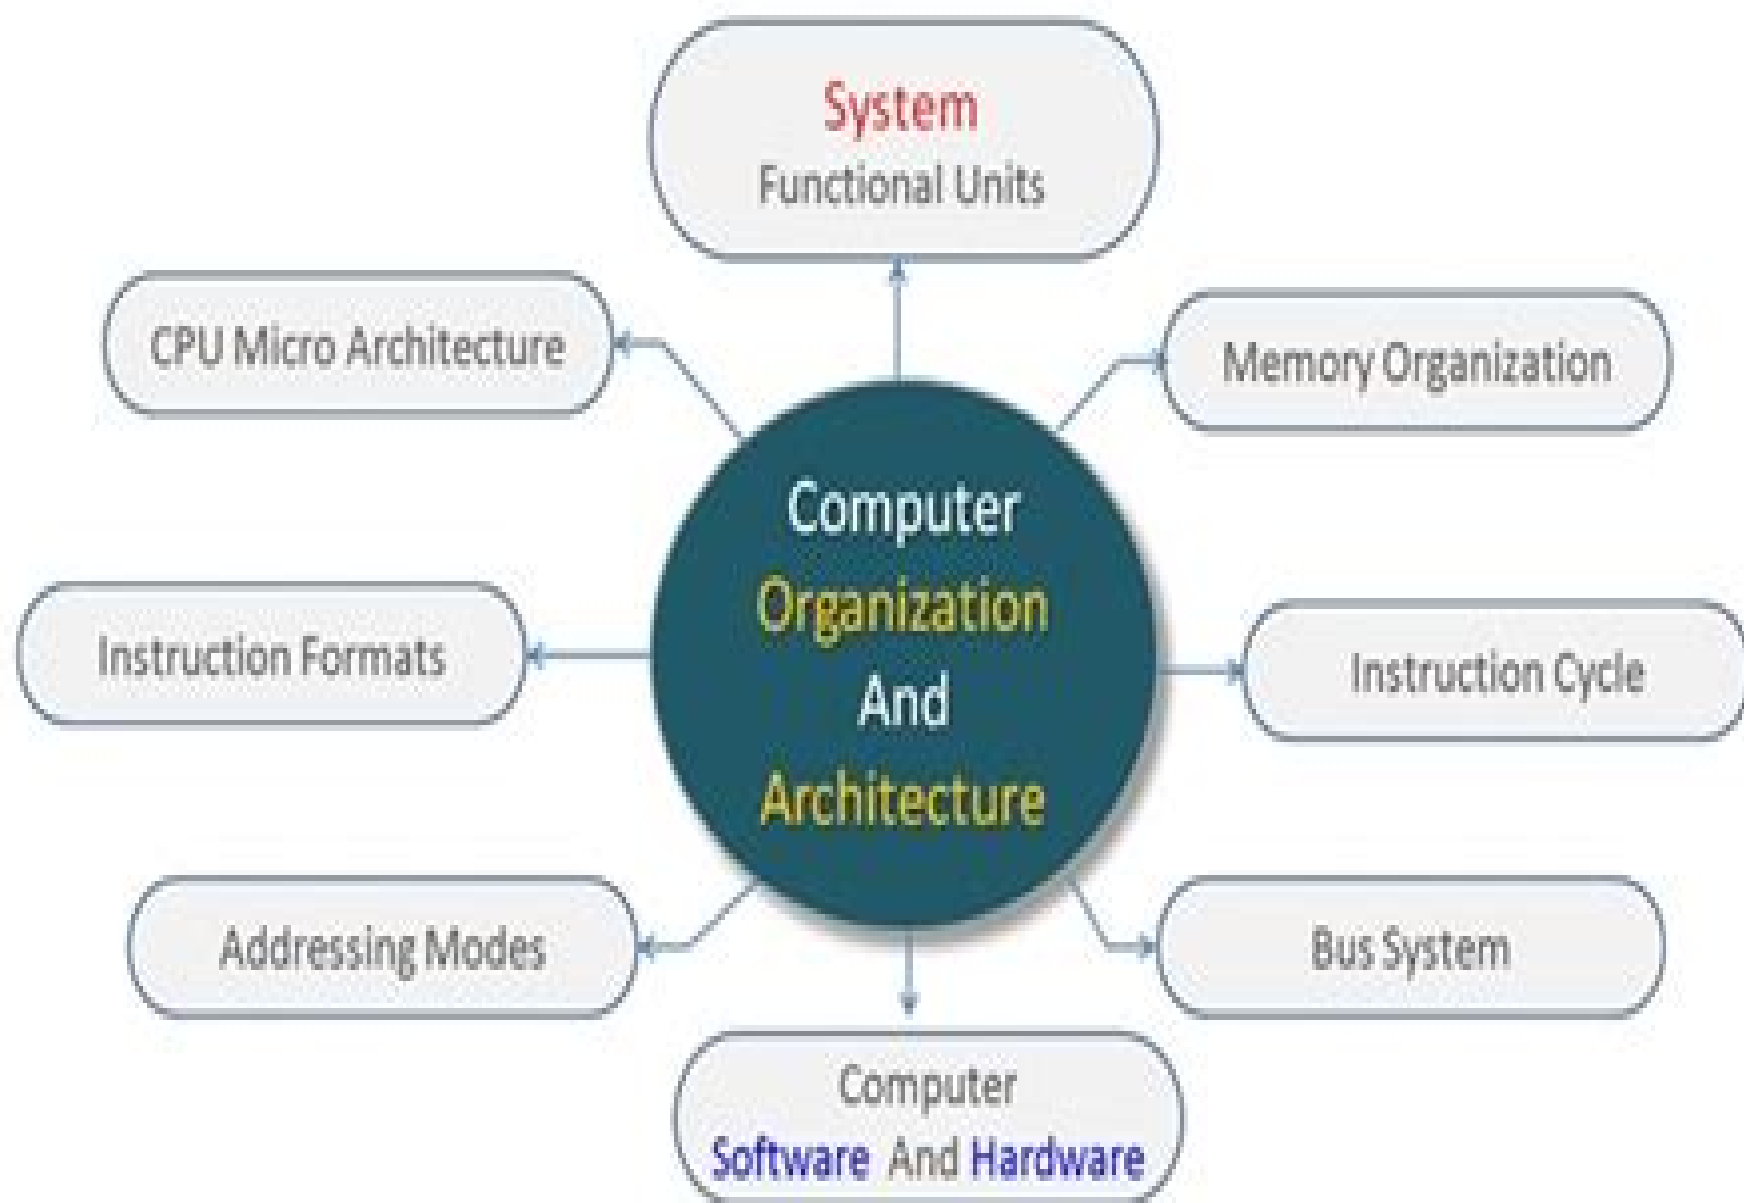 System
Functional Units
CPU Micro Architecture
Memory Organization
Computer
Organization
And
Architecture
Instruction Formats
Instruction Cycle
Addressing Modes
Bus System
Computer
Software And Hardware